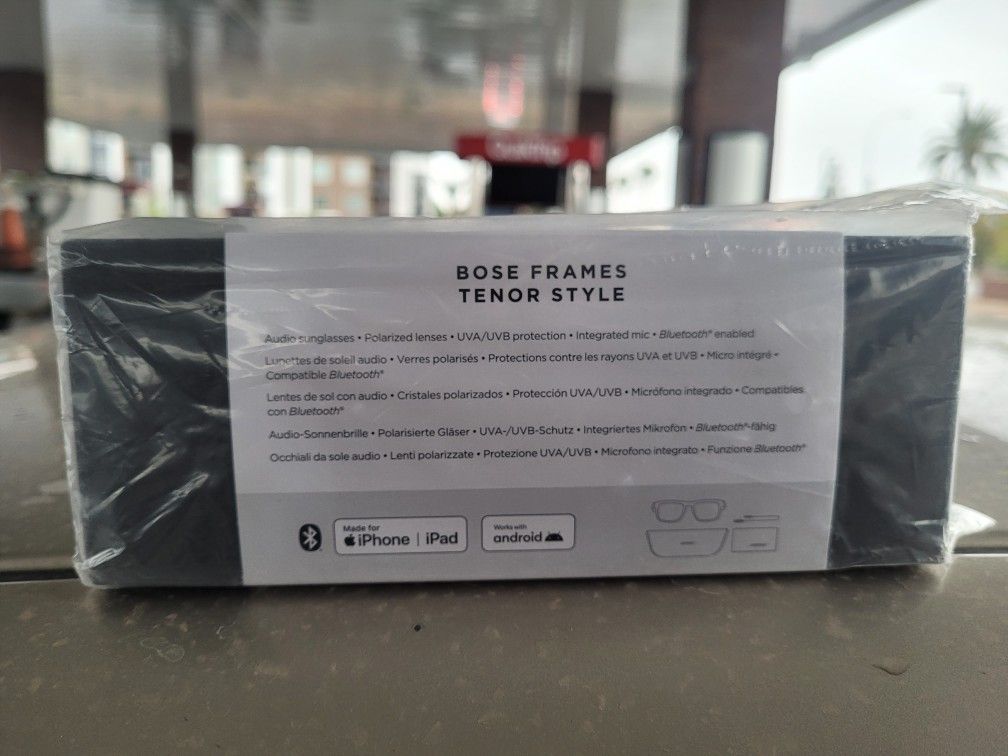 BOSE FRAMES
TENOR STYLE
Audio sunglasses • Polarized lenses • UVA/UVB protection • Integrated mic • Bluetooth® enabled
Lunettes de soleil audio • Verres polarisés • Protections contre les rayons UVA et UVB • Micro intégré •
Compatible Bluetooth®
Lentes de sol con audio • Cristales polarizados • Protección UVA/UVB • Micrófono integrado • Compatibles
con Bluetooth®
Audio-Sonnenbrille • Polarisierte Gläser • UVA-/UVB-Schutz • Integriertes Mikrofon • Bluetooth®-fähig
Occhiali da sole audio • Lenti polarizzate • Protezione UVA/UVB • Microfono integrato • Funzione Bluetooth®
Made for
iPhone | iPad
Works with
android